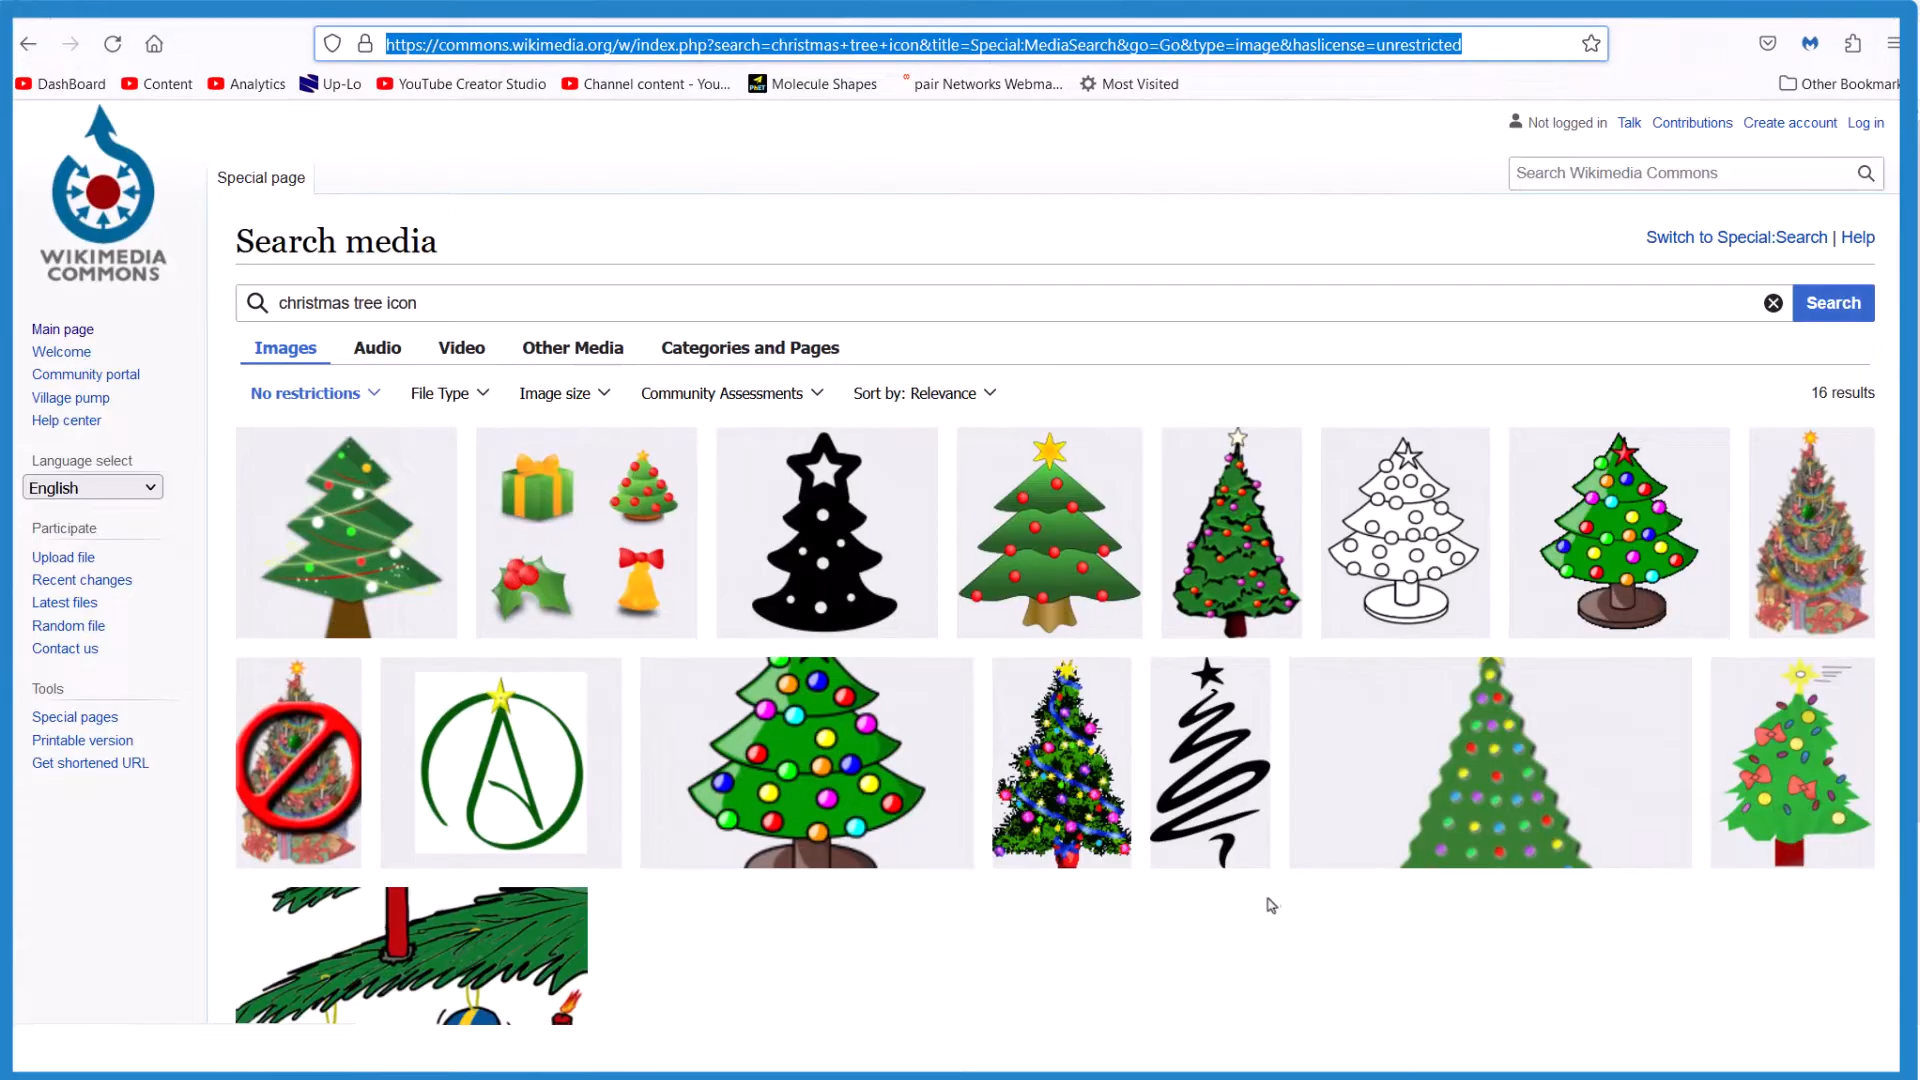 https://commons.wikimedia.org/w/index.php?search=christmas+tree+icon&title=Special:MediaSearch&go=Go&type=image&haslicense=unrestricted
DashBoard Content Analytics Up-Lo YouTube Creator Studio Channel content - You... Molecule Shapes pair Networks Webma... Most Visited Other Bookmark
Not logged in Talk Contributions Create account Log in
Special page
Search Wikimedia Commons
WIKIMEDIA
COMMONS
Search media
Switch to Special:Search | Help
christmas tree icon
Search
Images Audio Video Other Media Categories and Pages
No restrictions File Type Image size Community Assessments Sort by: Relevance
16 results
Main page
Welcome
Community portal
Village pump
Help center
Language select
English
Participate
Upload file
Recent changes
Latest files
Random file
Contact us
Tools
Special pages
Printable version
Get shortened URL